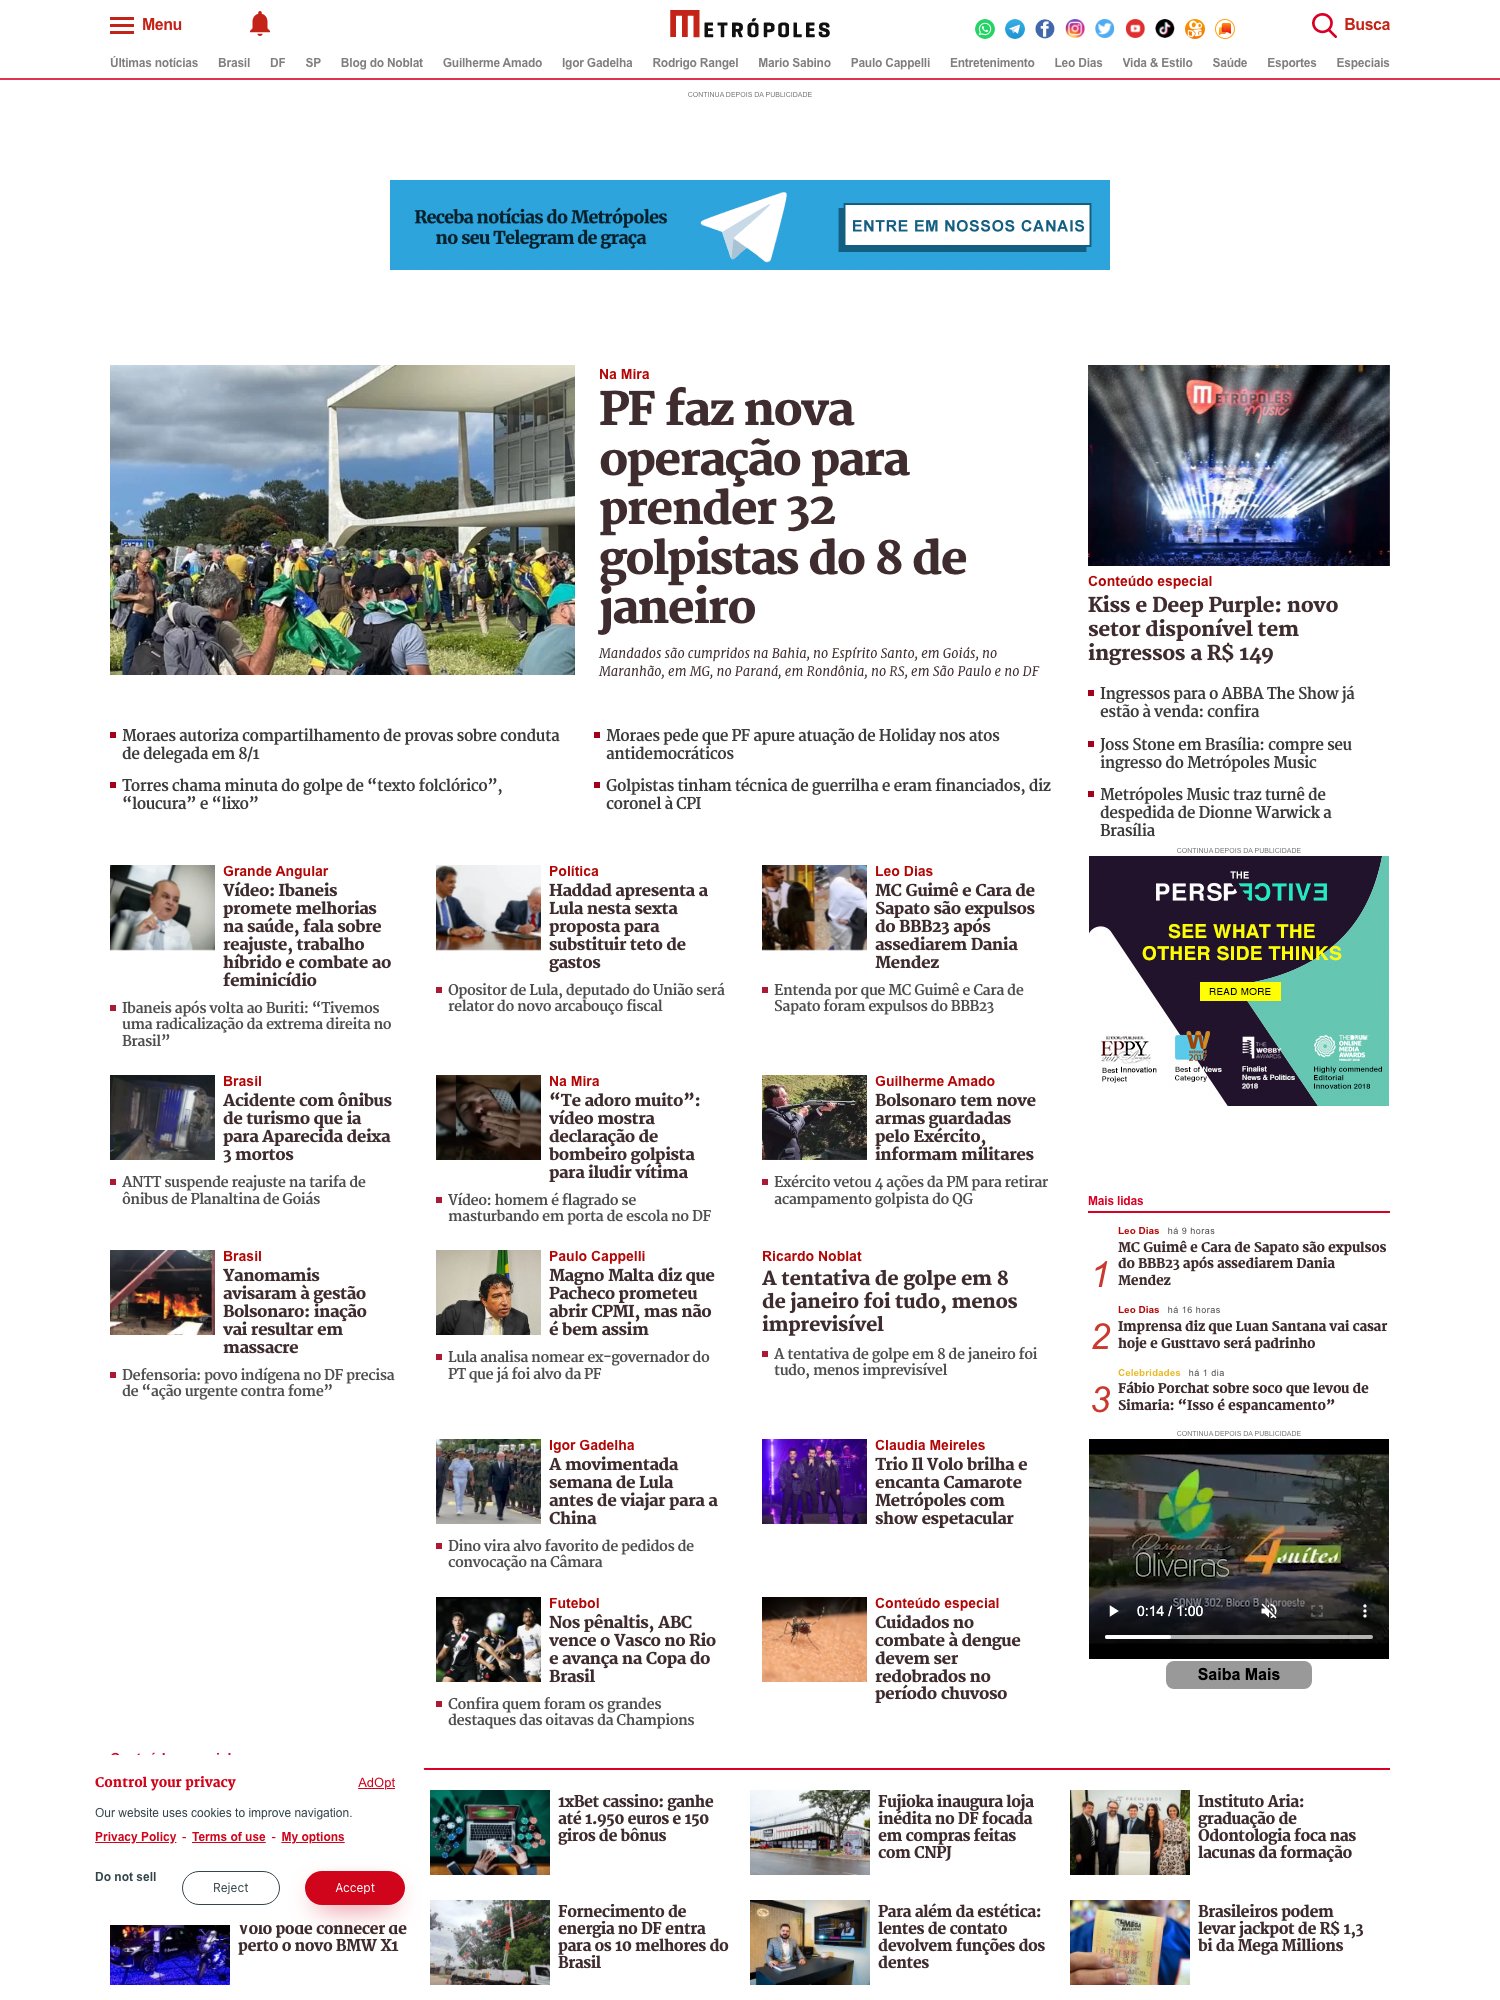 Menu
METRÓPOLES
Busca
Últimas notícias Brasil DF SP Blog do Noblat Guilherme Amado Igor Gadelha Rodrigo Rangel Mario Sabino Paulo Cappelli Entretenimento Leo Dias Vida & Estilo Saúde Esportes Especiais
CONTINUA DEPOIS DA PUBLICIDADE
Receba notícias do Metrópoles
no seu Telegram de graça
ENTRE EM NOSSOS CANAIS
Na Mira
PF faz nova
operação para
prender 32
golpistas do 8 de
janeiro
Mandados são cumpridos na Bahia, no Espírito Santo, em Goiás, no
Maranhão, em MG, no Paraná, em Rondônia, no RS, em São Paulo e no DF
Moraes autoriza compartilhamento de provas sobre conduta
de delegada em 8/1
Torres chama minuta do golpe de “texto folclórico”,
“loucura” e “lixo”
Moraes pede que PF apure atuação de Holiday nos atos
antidemocráticos
Golpistas tinham técnica de guerrilha e eram financiados, diz
coronel à CPI
METRÓPOLES
Music
Conteúdo especial
Kiss e Deep Purple: novo
setor disponível tem
ingressos a R$ 149
Ingressos para o ABBA The Show já
estão à venda: confira
Joss Stone em Brasília: compre seu
ingresso do Metrópoles Music
Metrópoles Music traz turnê de
despedida de Dionne Warwick a
Brasília
Grande Angular
Vídeo: Ibaneis
promete melhorias
na saúde, fala sobre
reajuste, trabalho
híbrido e combate ao
feminicídio
Ibaneis após volta ao Buriti: “Tivemos
uma radicalização da extrema direita no
Brasil”
Política
Haddad apresenta a
Lula nesta sexta
proposta para
substituir teto de
gastos
Opositor de Lula, deputado do União será
relator do novo arcabouço fiscal
Leo Dias
MC Guimê e Cara de
Sapato são expulsos
do BBB23 após
assediarem Dania
Mendez
Entenda por que MC Guimê e Cara de
Sapato foram expulsos do BBB23
CONTINUA DEPOIS DA PUBLICIDADE
THE
PERSPECTIVE
SEE WHAT THE
OTHER SIDE THINKS
READ MORE
EPPY
2017 Awards
Best Innovation
Project
W
2017
Best of News
Category
THE
WEBBY
AWARDS
Finalist
News & Politics
2018
THE DRUM
ONLINE
MEDIA
AWARDS
Highly commended
Editorial
Innovation 2018
Brasil
Acidente com ônibus
de turismo que ia
para Aparecida deixa
3 mortos
ANTT suspende reajuste na tarifa de
ônibus de Planaltina de Goiás
Na Mira
“Te adoro muito”:
vídeo mostra
declaração de
bombeiro golpista
para iludir vítima
Vídeo: homem é flagrado se
masturbando em porta de escola no DF
Guilherme Amado
Bolsonaro tem nove
armas guardadas
pelo Exército,
informam militares
Exército vetou 4 ações da PM para retirar
acampamento golpista do QG
Brasil
Yanomamis
avisaram à gestão
Bolsonaro: inação
vai resultar em
massacre
Defensoria: povo indígena no DF precisa
de “ação urgente contra fome”
Paulo Cappelli
Magno Malta diz que
Pacheco prometeu
abrir CPMI, mas não
é bem assim
Lula analisa nomear ex-governador do
PT que já foi alvo da PF
Ricardo Noblat
A tentativa de golpe em 8
de janeiro foi tudo, menos
imprevisível
A tentativa de golpe em 8 de janeiro foi
tudo, menos imprevisível
Mais lidas
Leo Dias há 9 horas
1
MC Guimê e Cara de Sapato são expulsos
do BBB23 após assediarem Dania
Mendez
Leo Dias há 16 horas
2
Imprensa diz que Luan Santana vai casar
hoje e Gusttavo será padrinho
Celebridades há 1 dia
3
Fábio Porchat sobre soco que levou de
Simaria: “Isso é espancamento”
Igor Gadelha
A movimentada
semana de Lula
antes de viajar para a
China
Dino vira alvo favorito de pedidos de
convocação na Câmara
Claudia Meireles
Trio Il Volo brilha e
encanta Camarote
Metrópoles com
show espetacular
CONTINUA DEPOIS DA PUBLICIDADE
Parque das
Oliveiras
4 suítes
SQNW 302, Bloco B, Noroeste
0:14 / 1:00
Saiba Mais
Futebol
Nos pênaltis, ABC
vence o Vasco no Rio
e avança na Copa do
Brasil
Confira quem foram os grandes
destaques das oitavas da Champions
Conteúdo especial
Cuidados no
combate à dengue
devem ser
redobrados no
período chuvoso
Control your privacy
AdOpt
Our website uses cookies to improve navigation.
Privacy Policy - Terms of use - My options
Do not sell
Reject
Accept
1xBet cassino: ganhe
até 1.950 euros e 150
giros de bônus
Fujioka inaugura loja
inédita no DF focada
em compras feitas
com CNPJ
Instituto Aria:
graduação de
Odontologia foca nas
lacunas da formação
Volo pode conhecer de
perto o novo BMW X1
Fornecimento de
energia no DF entra
para os 10 melhores do
Brasil
Para além da estética:
lentes de contato
devolvem funções dos
dentes
Brasileiros podem
levar jackpot de R$ 1,3
bi da Mega Millions